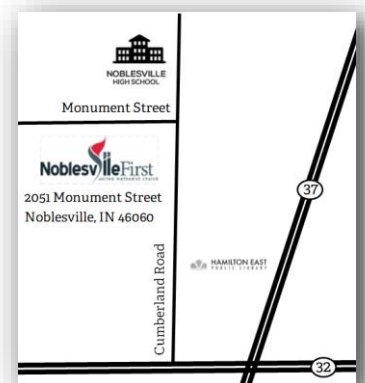 NOBLESVILLE
HIGH SCHOOL
Monument Street
NoblesvilleFirst
united methodist church
2051 Monument Street
Noblesville, IN 46060
Cumberland Road
37
HAMILTON EAST
PUBLIC LIBRARY
32